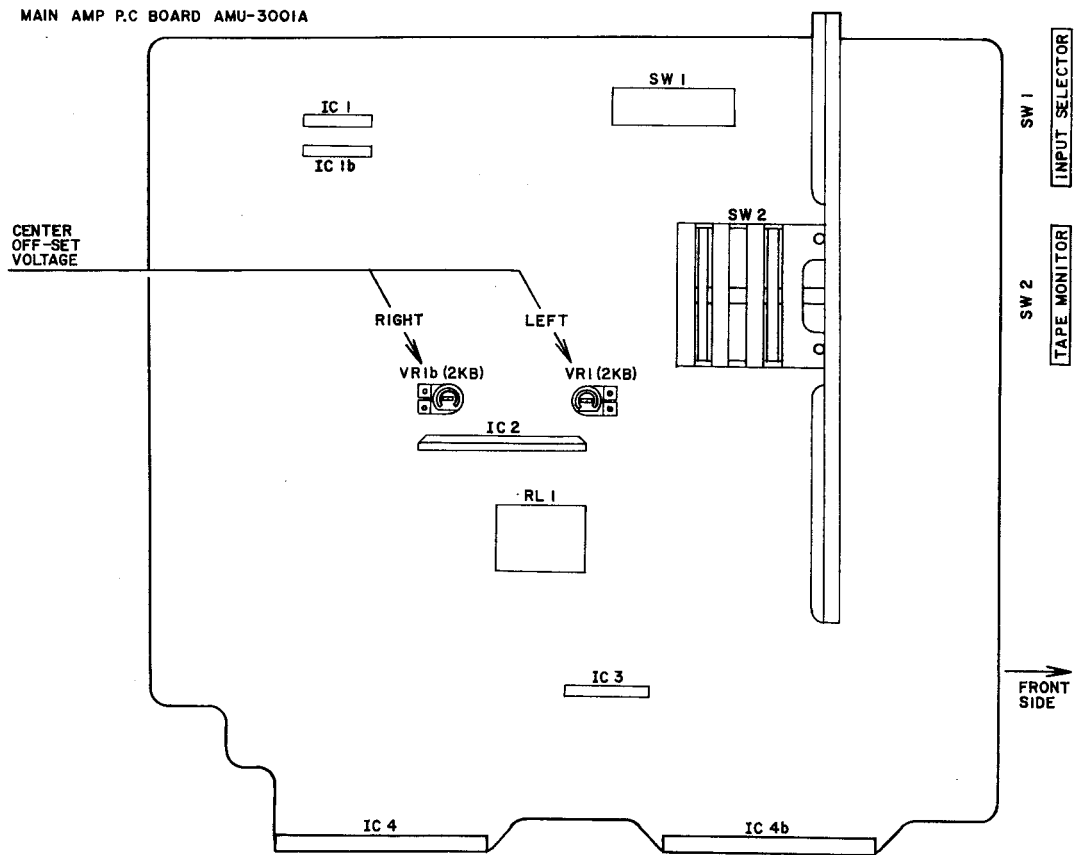 MAIN AMP P.C BOARD AMU-3001A
SW 1
IC 1
IC 1b
SW 1
INPUT SELECTOR
SW 2
CENTER
OFF-SET
VOLTAGE
SW 2
TAPE MONITOR
RIGHT
LEFT
VR1b (2KB)
VR1 (2KB)
IC 2
RL 1
IC 3
FRONT
SIDE
IC 4
IC 4b